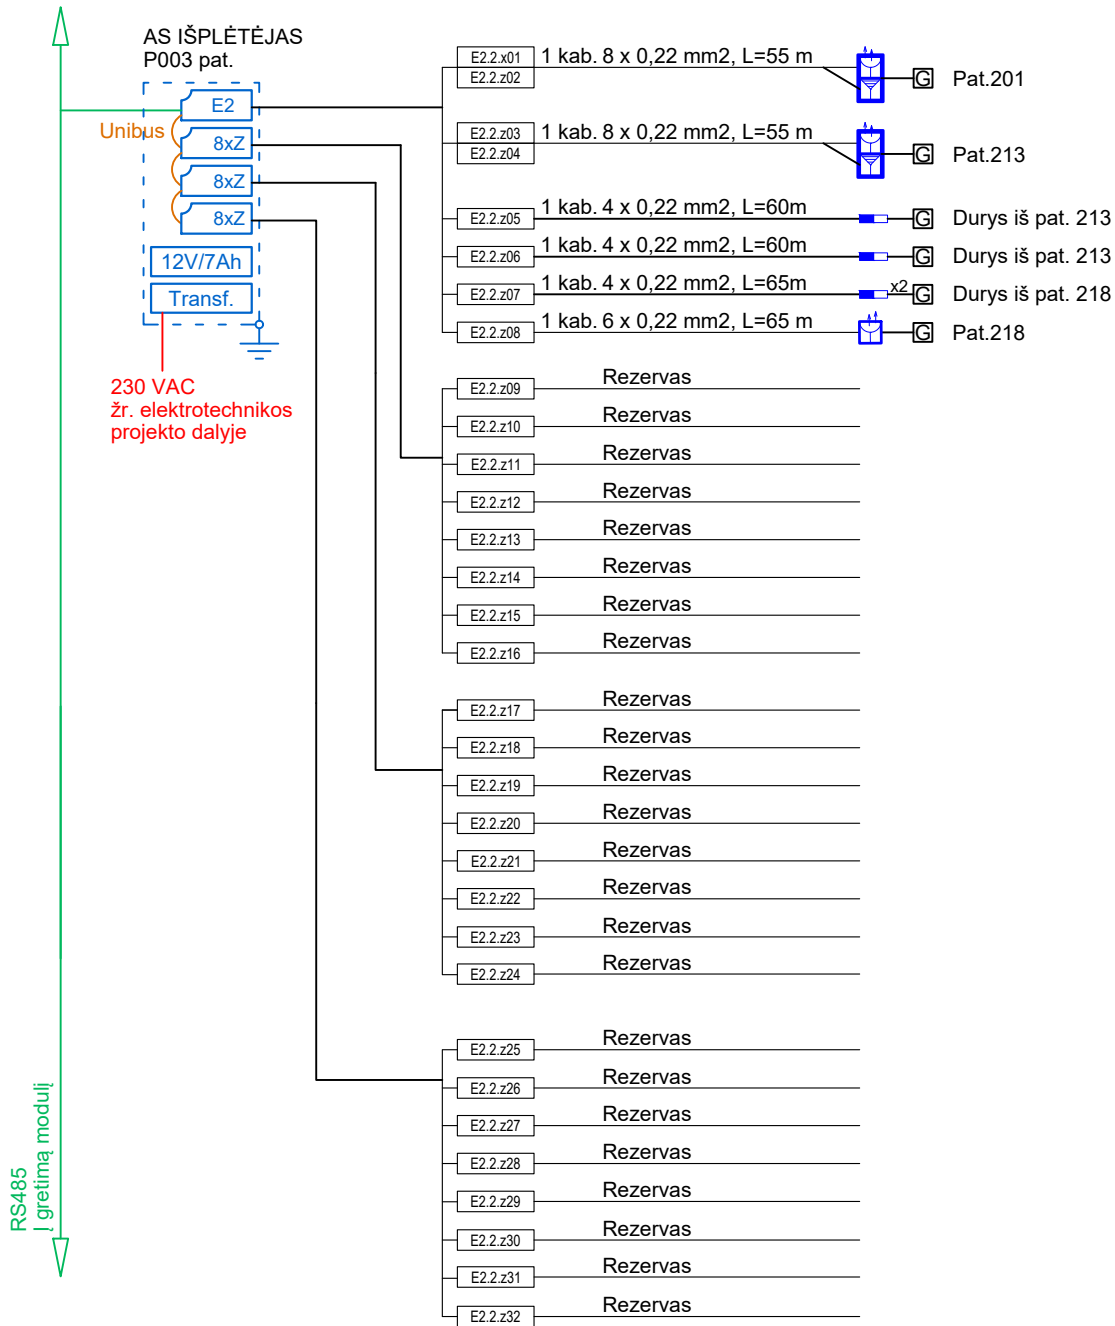 AS IŠPLĖTĖJAS
P003 pat.
E2
Unibus
8xZ
8xZ
8xZ
12V/7Ah
Transf.
230 VAC
žr. elektrotechnikos
projekto dalyje
RS485
Į gretimą modulį
E2.2.x01
E2.2.z02
1 kab. 8 x 0,22 mm2, L=55 m
G
Pat.201
E2.2.z03
E2.2.z04
1 kab. 8 x 0,22 mm2, L=55 m
G
Pat.213
E2.2.z05
1 kab. 4 x 0,22 mm2, L=60m
G
Durys iš pat. 213
E2.2.z06
1 kab. 4 x 0,22 mm2, L=60m
G
Durys iš pat. 213
E2.2.z07
1 kab. 4 x 0,22 mm2, L=65m
x2
G
Durys iš pat. 218
E2.2.z08
1 kab. 6 x 0,22 mm2, L=65 m
G
Pat.218
E2.2.z09
Rezervas
E2.2.z10
Rezervas
E2.2.z11
Rezervas
E2.2.z12
Rezervas
E2.2.z13
Rezervas
E2.2.z14
Rezervas
E2.2.z15
Rezervas
E2.2.z16
Rezervas
E2.2.z17
Rezervas
E2.2.z18
Rezervas
E2.2.z19
Rezervas
E2.2.z20
Rezervas
E2.2.z21
Rezervas
E2.2.z22
Rezervas
E2.2.z23
Rezervas
E2.2.z24
Rezervas
E2.2.z25
Rezervas
E2.2.z26
Rezervas
E2.2.z27
Rezervas
E2.2.z28
Rezervas
E2.2.z29
Rezervas
E2.2.z30
Rezervas
E2.2.z31
Rezervas
E2.2.z32
Rezervas